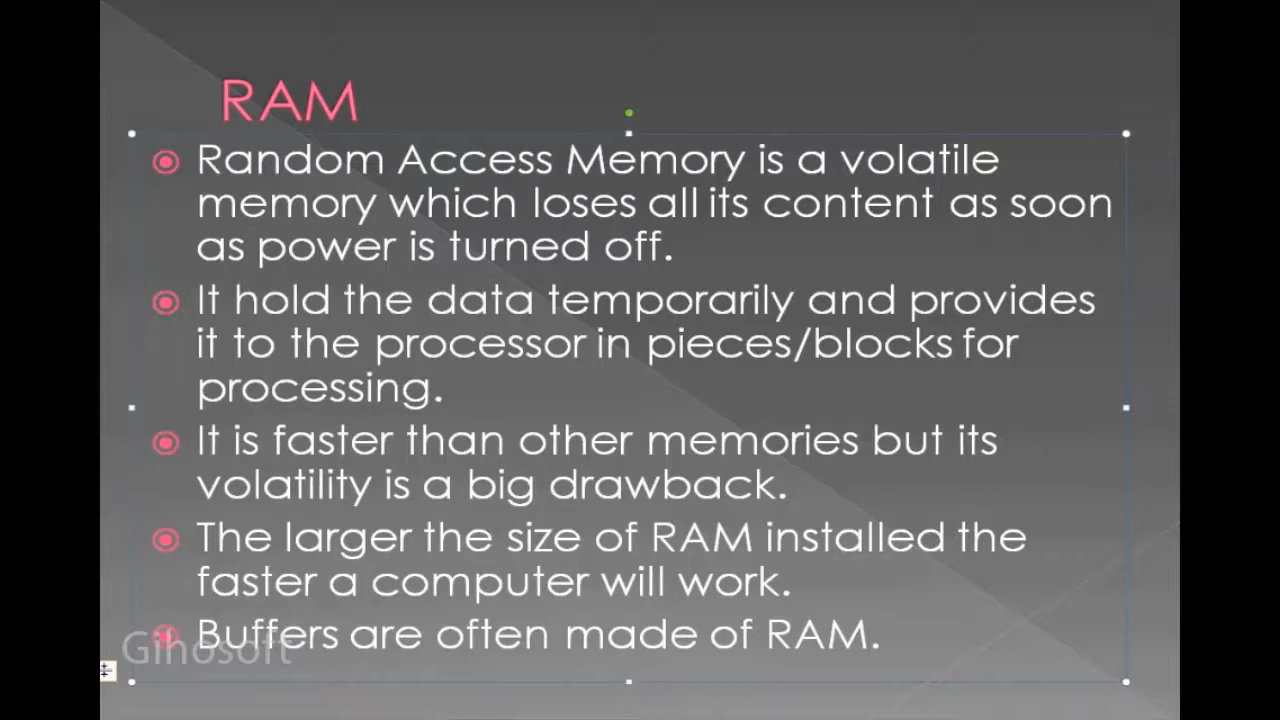 RAM
Random Access Memory is a volatile
memory which loses all its content as soon
as power is turned off.
It hold the data temporarily and provides
it to the processor in pieces/blocks for
processing.
It is faster than other memories but its
volatility is a big drawback.
The larger the size of RAM installed the
faster a computer will work.
Buffers are often made of RAM.
Gihosoft